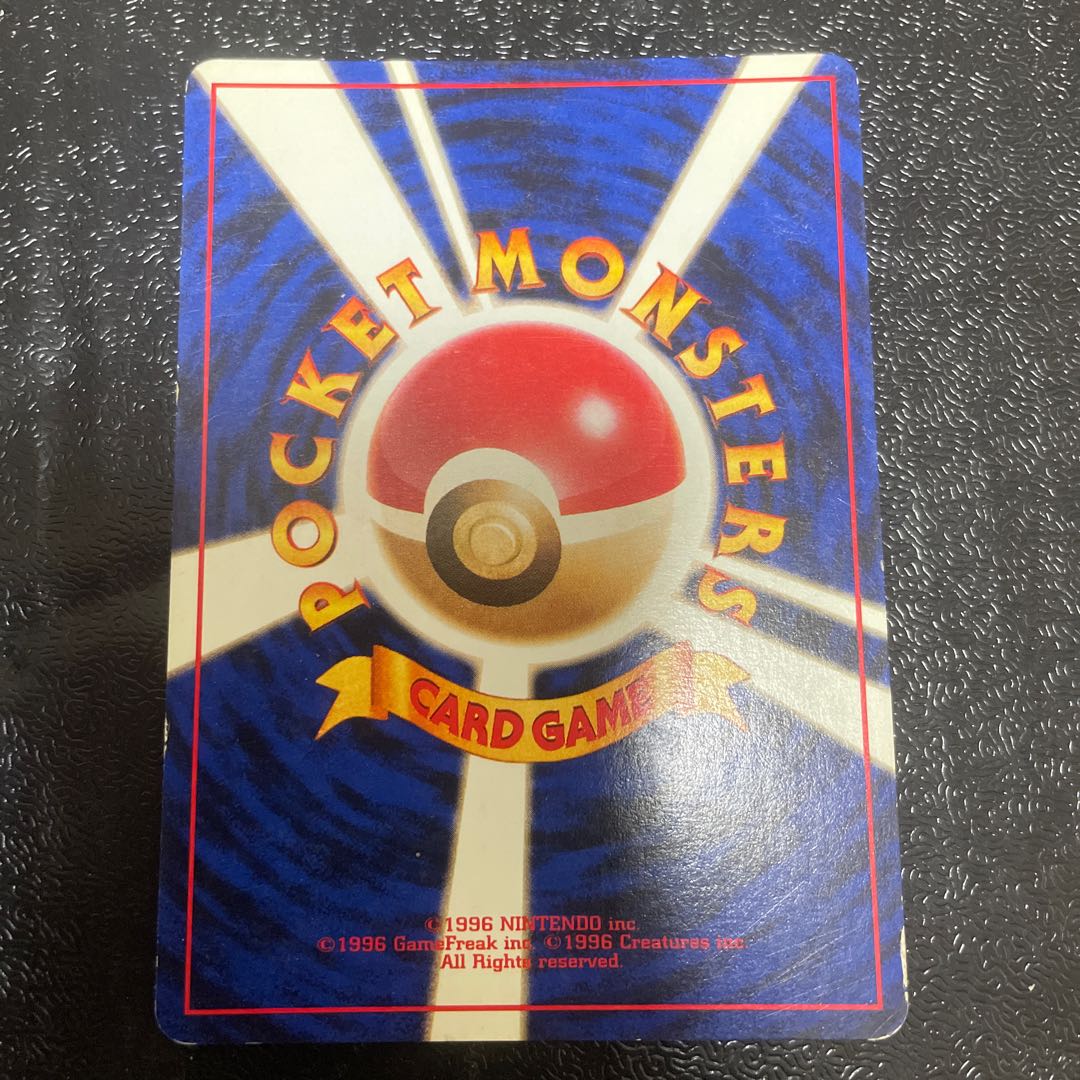 POCKET MONSTERS
CARD GAME
©1996 NINTENDO inc.
©1996 GameFreak inc. ©1996 Creatures inc.
All Rights reserved.